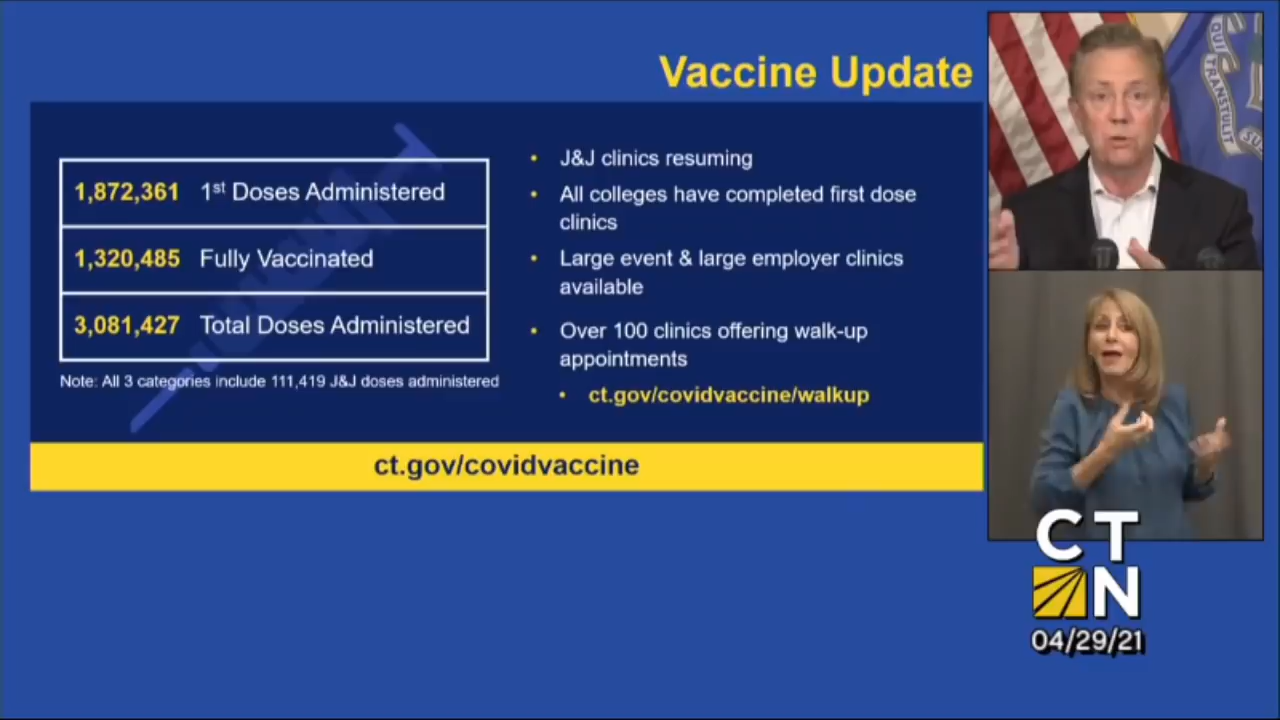 Vaccine Update
1,872,361 1st Doses Administered
1,320,485 Fully Vaccinated
3,081,427 Total Doses Administered
Note: All 3 categories include 111,419 J&J doses administered
• J&J clinics resuming
• All colleges have completed first dose
clinics
• Large event & large employer clinics
available
• Over 100 clinics offering walk-up
appointments
• ct.gov/covidvaccine/walkup
ct.gov/covidvaccine
QUI
TRANSTULIT
CT
N
04/29/21